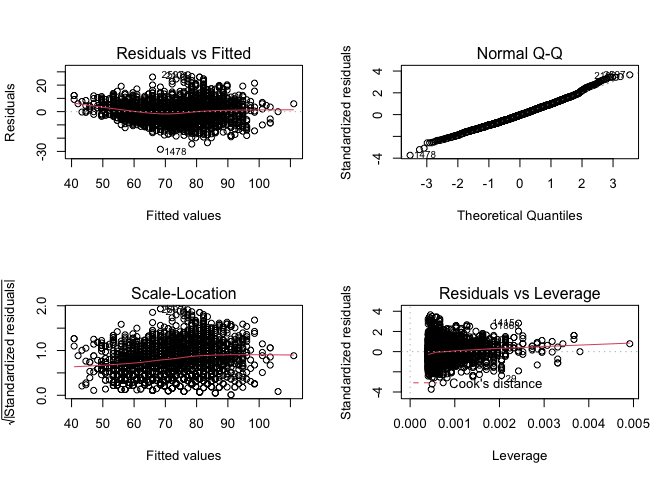 Residuals vs Fitted
Residuals
20
0
-30
1478
40 50 60 70 80 90 100
Fitted values
Normal Q-Q
Standardized residuals
4
2
0
-4
1478
-3 -2 -1 0 1 2 3
Theoretical Quantiles
Scale-Location
√|Standardized residuals|
2.0
1.0
0.0
40 50 60 70 80 90 100
Fitted values
Residuals vs Leverage
Standardized residuals
4
2
0
-4
1415
Cook's distance
0.000 0.001 0.002 0.003 0.004 0.005
Leverage